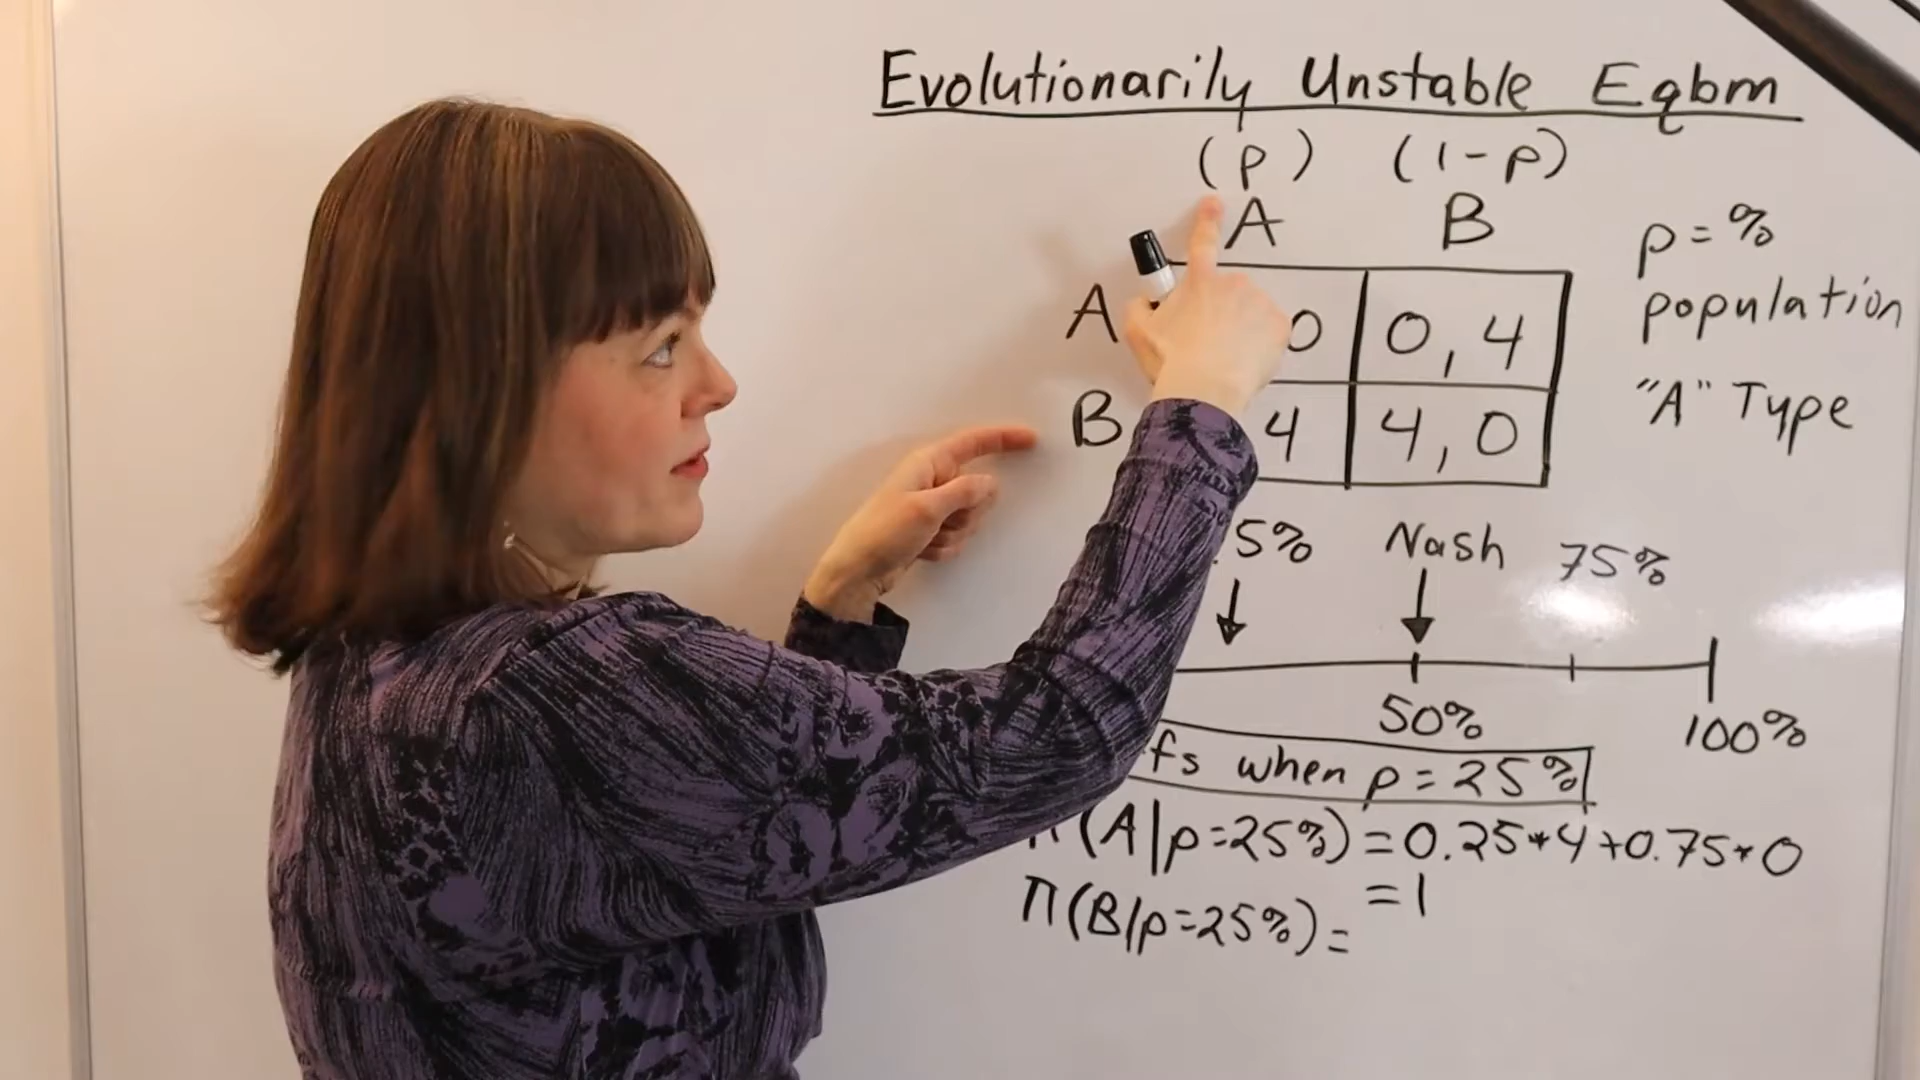 Evolutionarily Unstable Eqbm
(p) (1-p)
A B
A 0 0, 4
B 4 4, 0
p = %
population
"A" Type
5% Nash 75%
50% 100%
fs when p = 25%
π(A|p=25%) = 0.25*4+0.75*0
= 1
π(B|p=25%) =